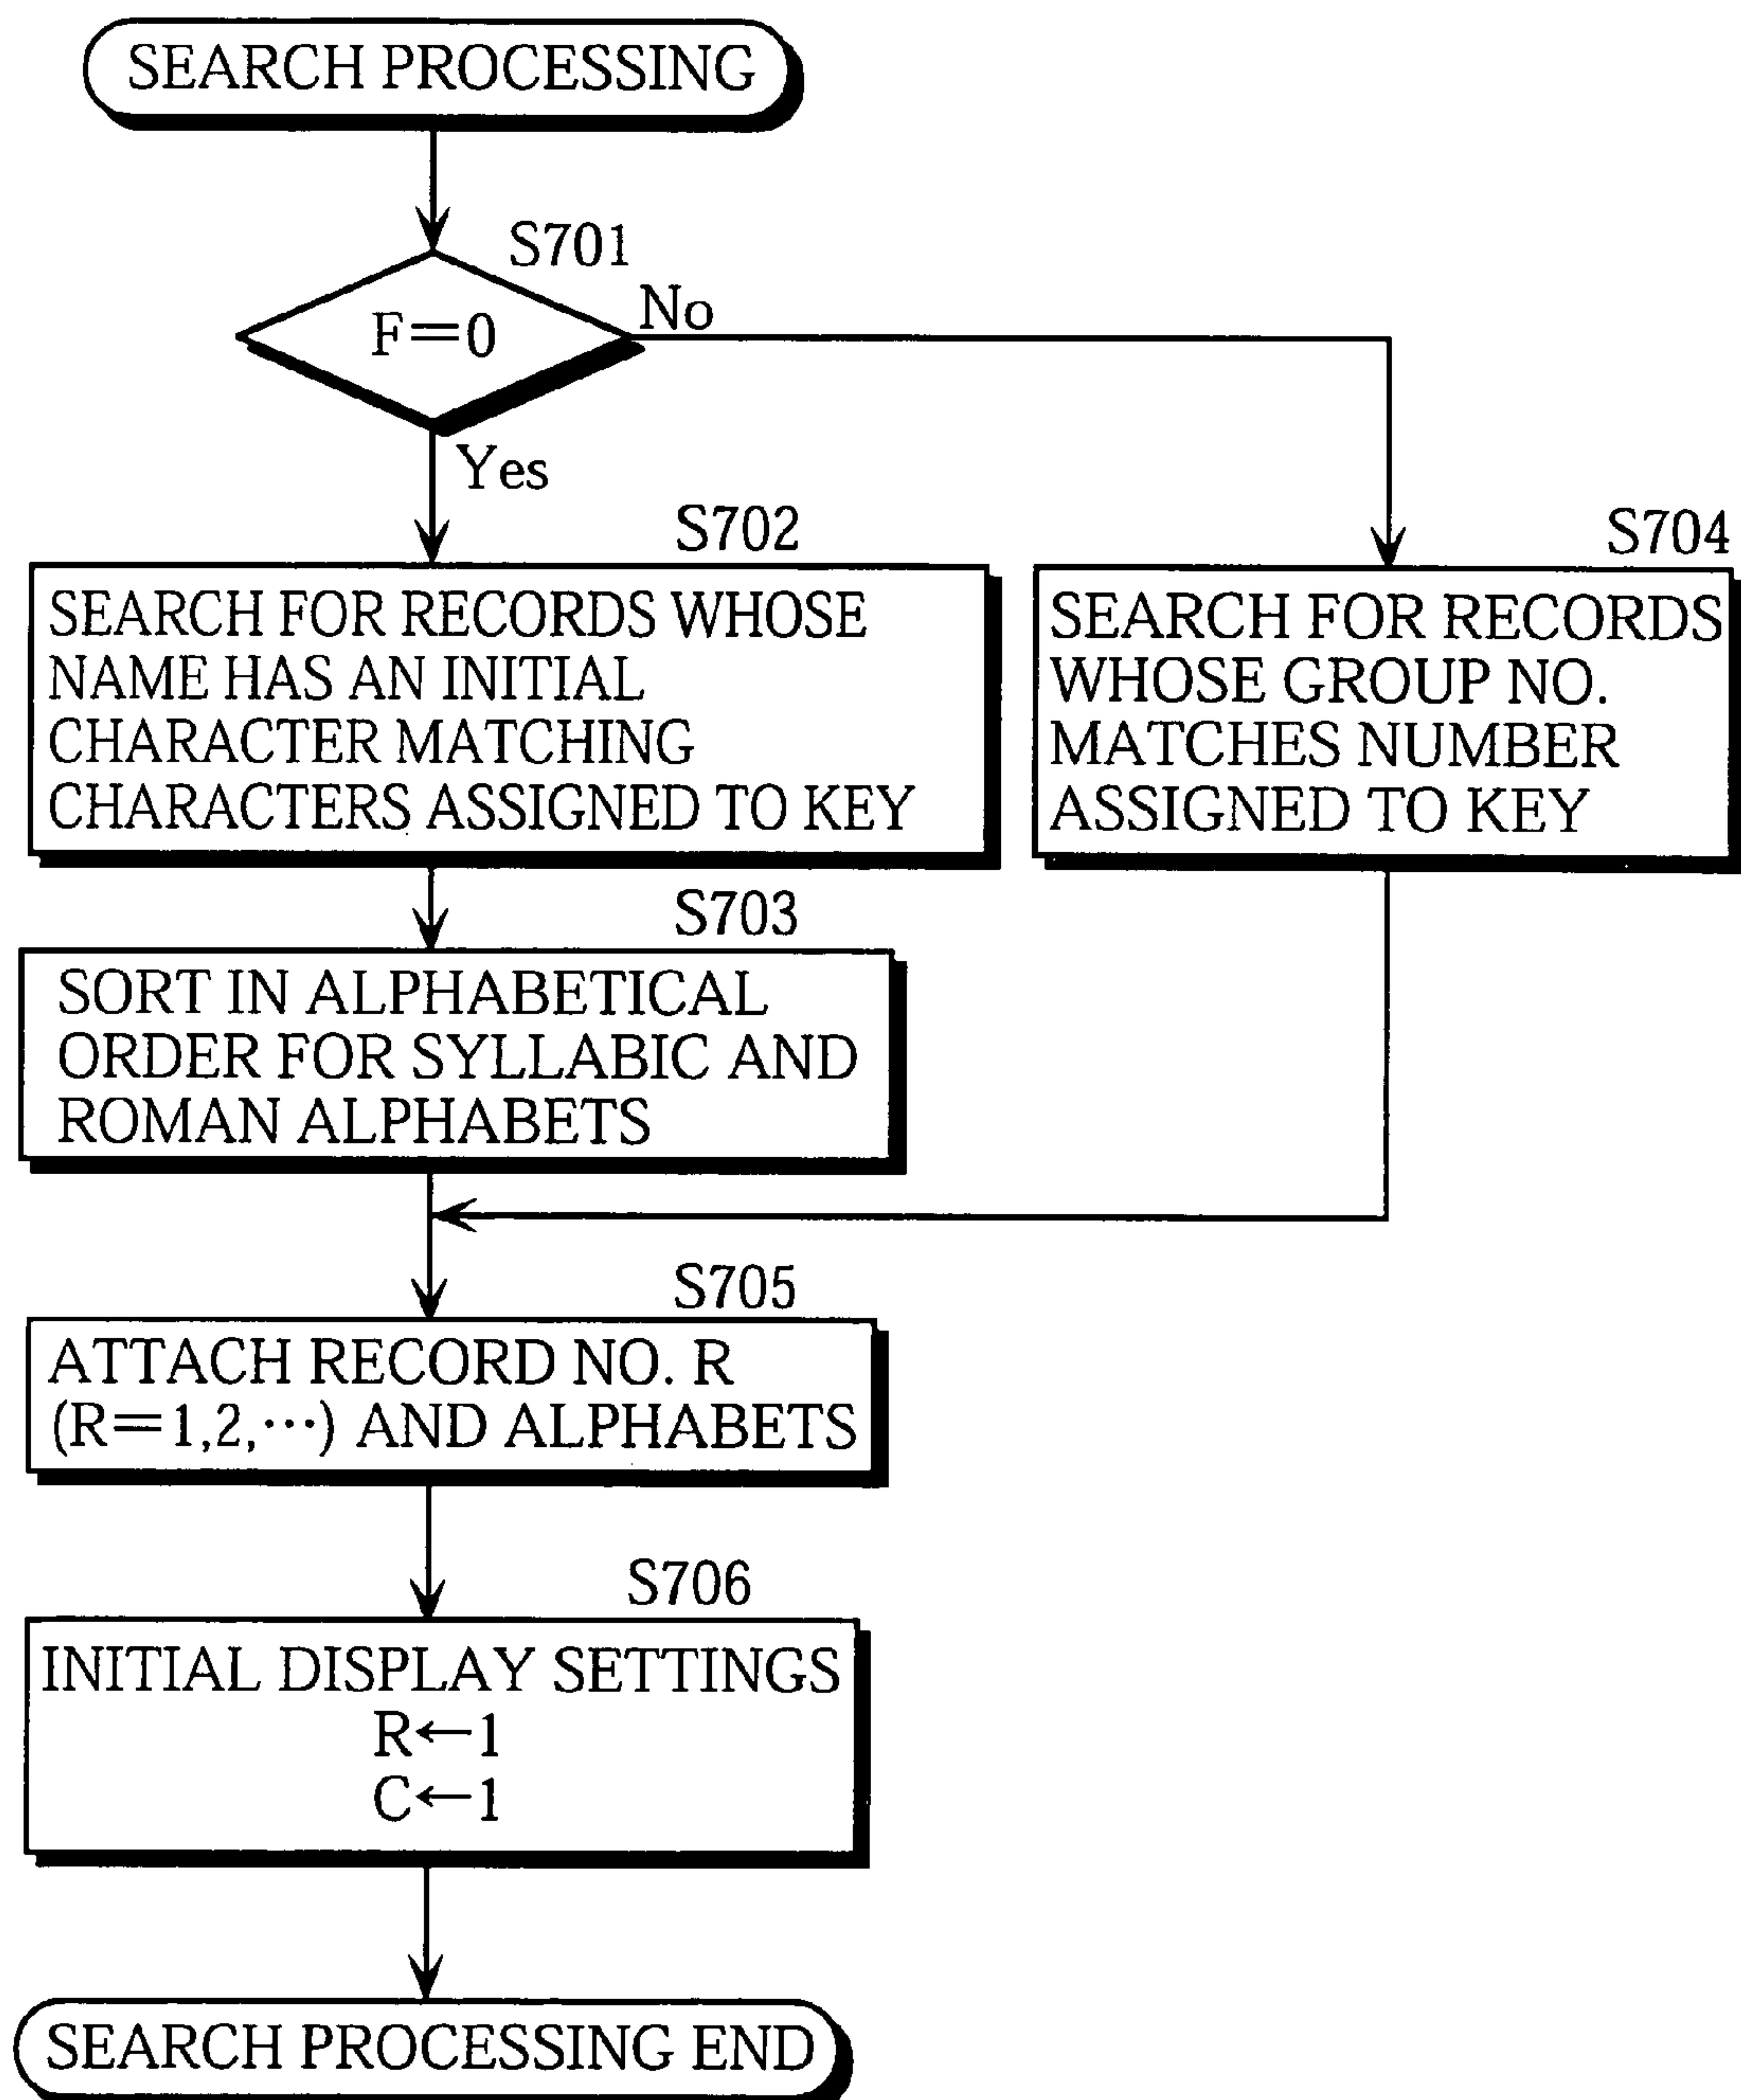 SEARCH PROCESSING
S701
F=0
No
Yes
S702
SEARCH FOR RECORDS WHOSE
NAME HAS AN INITIAL
CHARACTER MATCHING
CHARACTERS ASSIGNED TO KEY
S704
SEARCH FOR RECORDS
WHOSE GROUP NO.
MATCHES NUMBER
ASSIGNED TO KEY
S703
SORT IN ALPHABETICAL
ORDER FOR SYLLABIC AND
ROMAN ALPHABETS
S705
ATTACH RECORD NO. R
(R=1,2,⋯) AND ALPHABETS
S706
INITIAL DISPLAY SETTINGS
R←1
C←1
SEARCH PROCESSING END